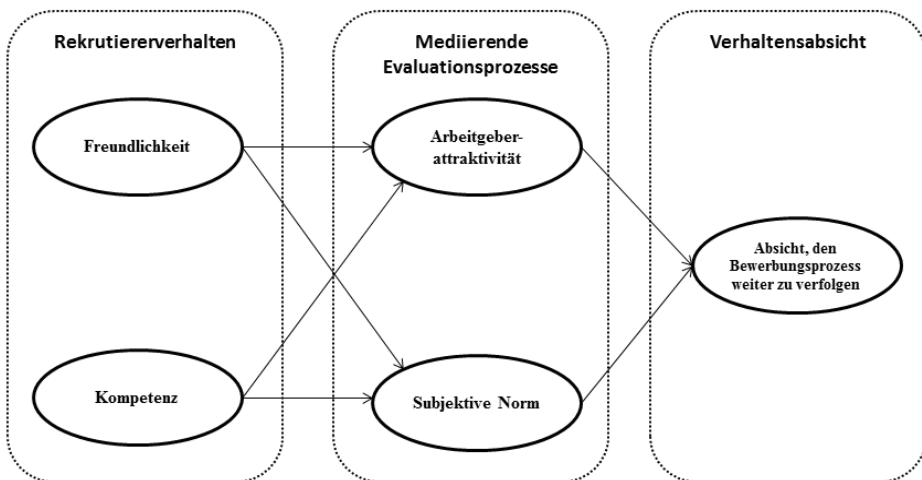 Rekrutiererverhalten
Freundlichkeit
Kompetenz
Mediierende
Evaluationsprozesse
Arbeitgeber-
attraktivität
Subjektive Norm
Verhaltensabsicht
Absicht, den
Bewerbungsprozess
weiter zu verfolgen